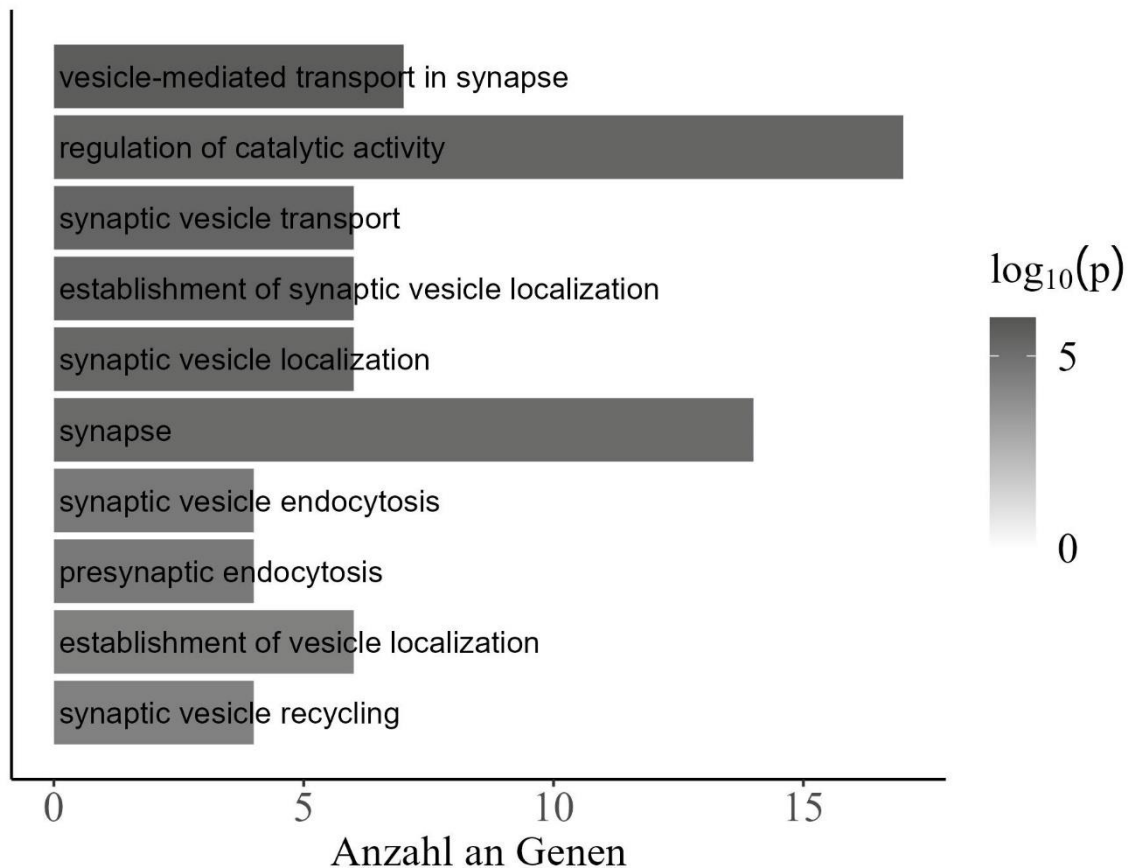 vesicle-mediated transport in synapse
regulation of catalytic activity
synaptic vesicle transport
establishment of synaptic vesicle localization
synaptic vesicle localization
synapse
synaptic vesicle endocytosis
presynaptic endocytosis
establishment of vesicle localization
synaptic vesicle recycling
0 5 10 15
Anzahl an Genen
log₁₀(p)
5
0